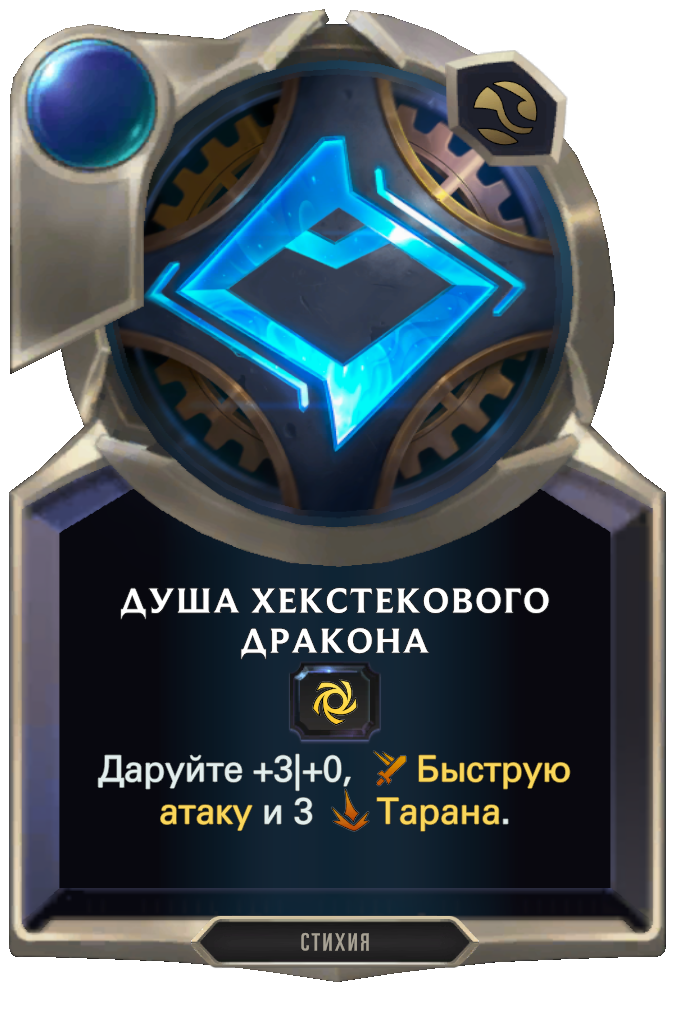 ДУША ХЕКСТЕКОВОГО
ДРАКОНА
Даруйте +3|+0, Быструю
атаку и 3 Тарана.
СТИХИЯ